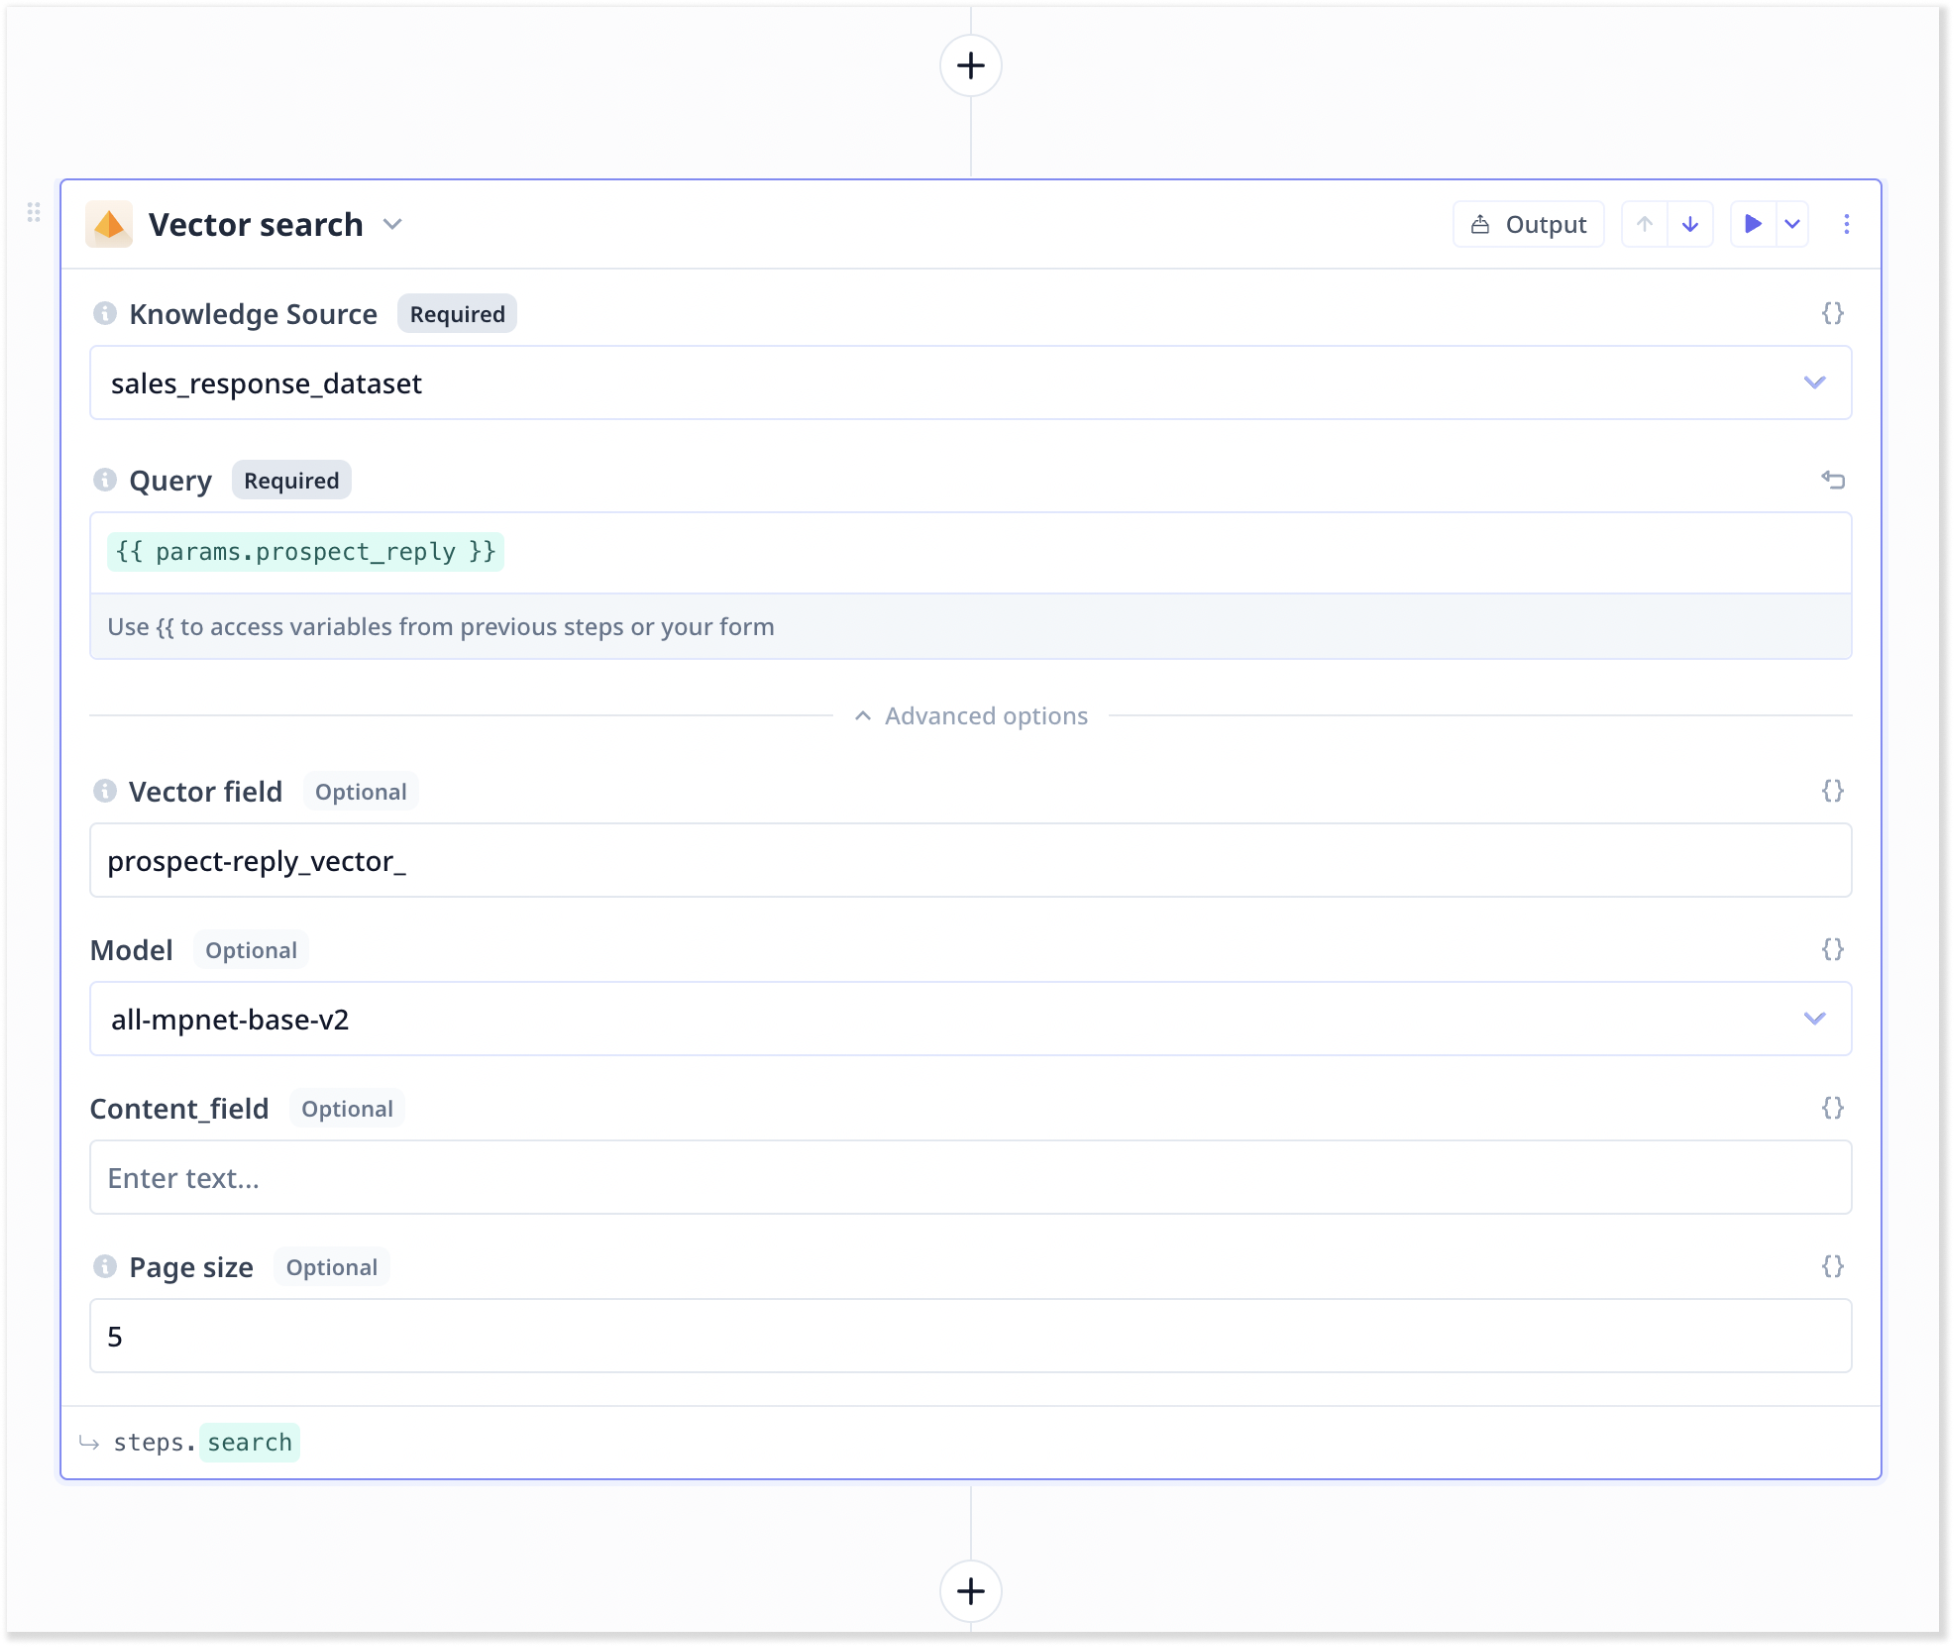 Vector search
Output
Knowledge Source Required
{}
sales_response_dataset
Query Required
{{ params.prospect_reply }}
Use {{ to access variables from previous steps or your form
Advanced options
Vector field Optional
{}
prospect-reply_vector_
Model Optional
{}
all-mpnet-base-v2
Content_field Optional
{}
Enter text...
Page size Optional
{}
5
steps.search